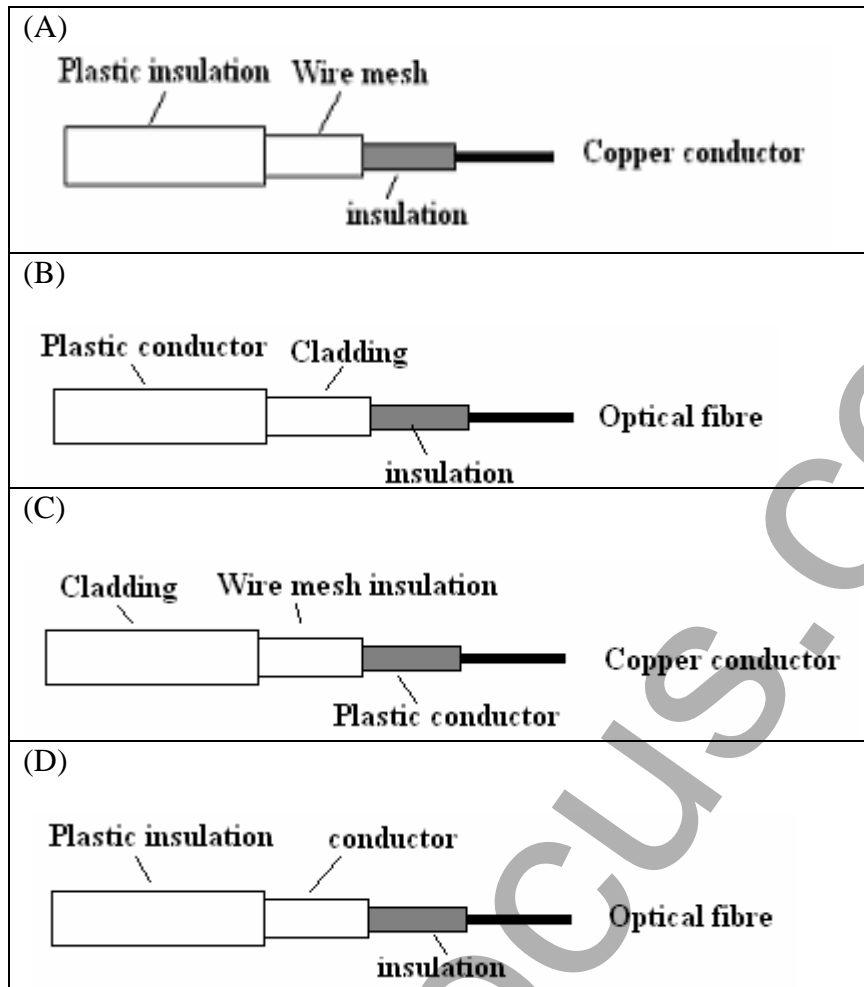 (A)
Plastic insulation Wire mesh
Copper conductor
insulation
(B)
Plastic conductor Cladding
Optical fibre
insulation
(C)
Cladding Wire mesh insulation
Copper conductor
Plastic conductor
(D)
Plastic insulation conductor
Optical fibre
insulation
ocus.c